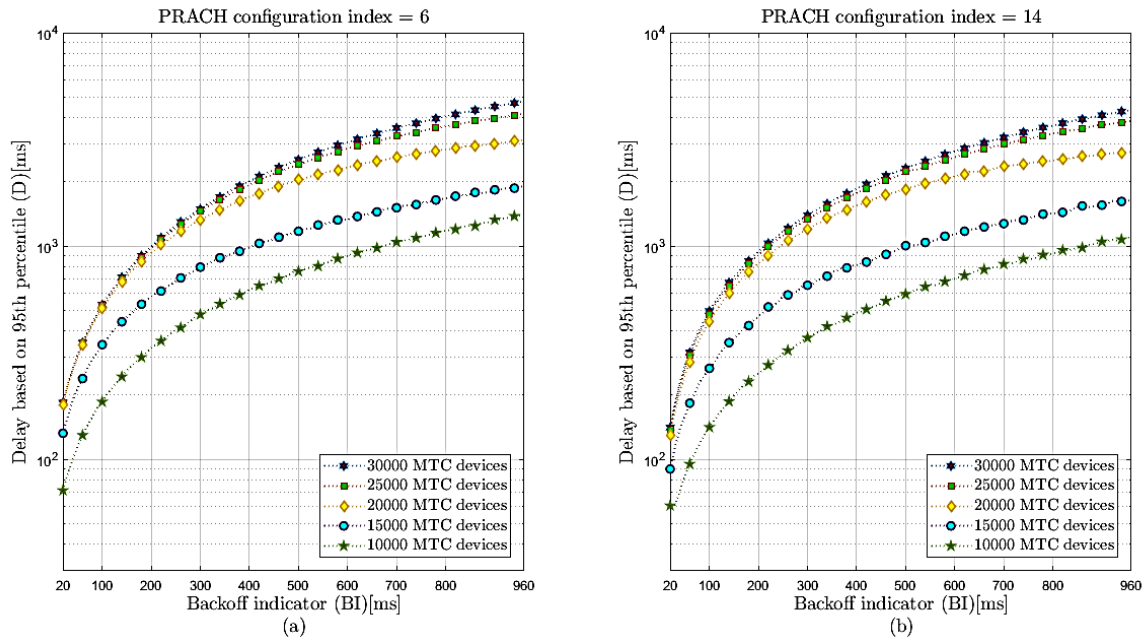 PRACH configuration index = 6
10^4
10^3
10^2
Delay based on 95th percentile (D)[ms]
30000 MTC devices
25000 MTC devices
20000 MTC devices
15000 MTC devices
10000 MTC devices
20 100 200 300 400 500 600 700 800 960
Backoff indicator (BI)[ms]
(a)
PRACH configuration index = 14
10^4
10^3
10^2
Delay based on 95th percentile (D)[ms]
30000 MTC devices
25000 MTC devices
20000 MTC devices
15000 MTC devices
10000 MTC devices
20 100 200 300 400 500 600 700 800 960
Backoff indicator (BI)[ms]
(b)